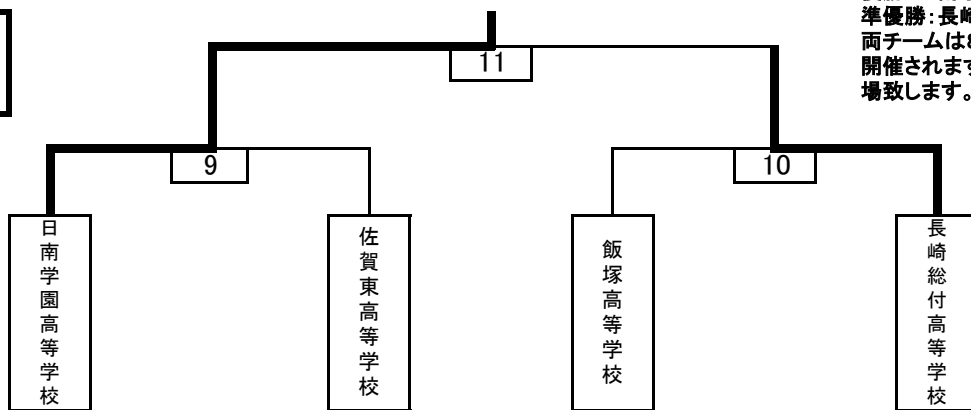 準優勝：長崎
両チームは8
開催されます
場致します。
11
9
10
日南学園高等学校
佐賀東高等学校
飯塚高等学校
長崎総付高等学校